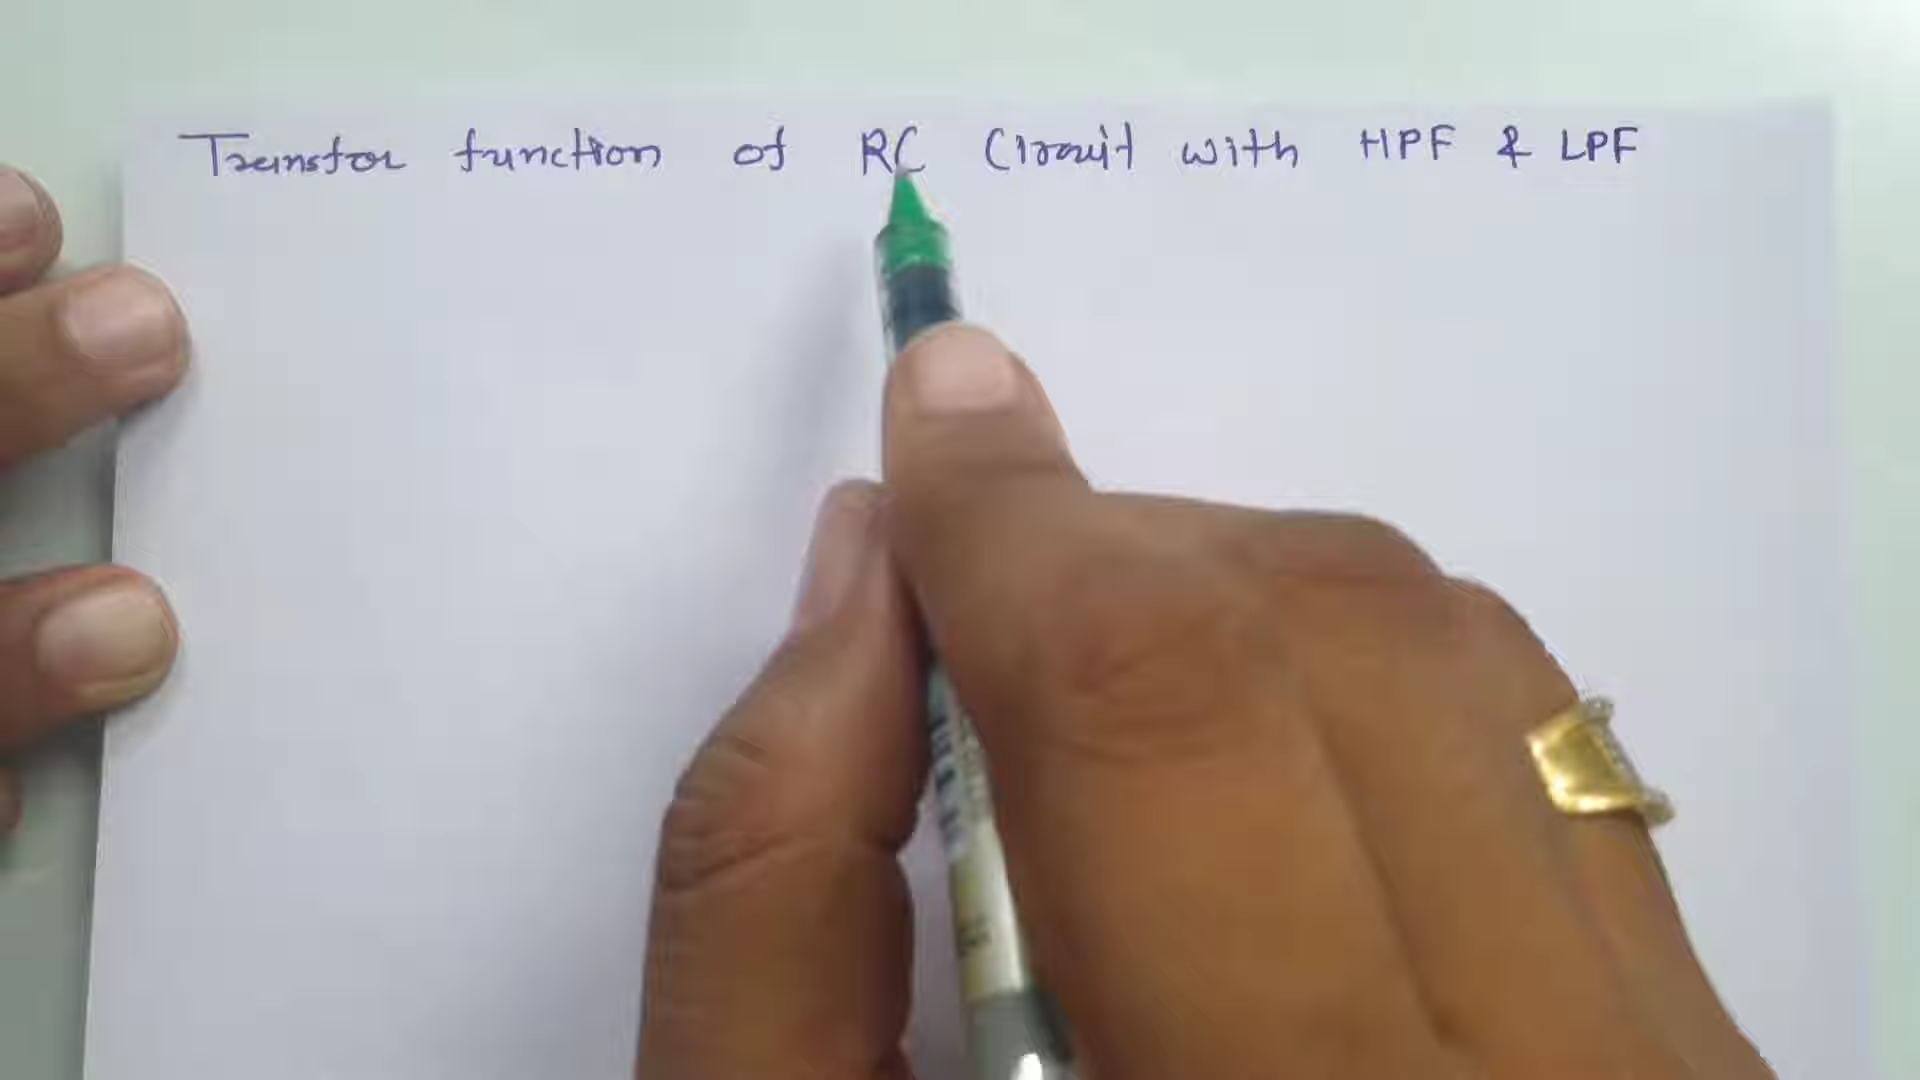 Transfer function of RC Circuit with HPF & LPF